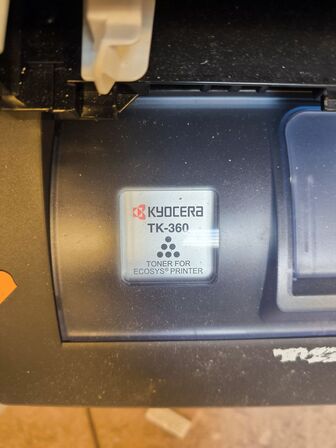 KYOCERA
TK-360
TONER FOR
ECOSYS® PRINTER